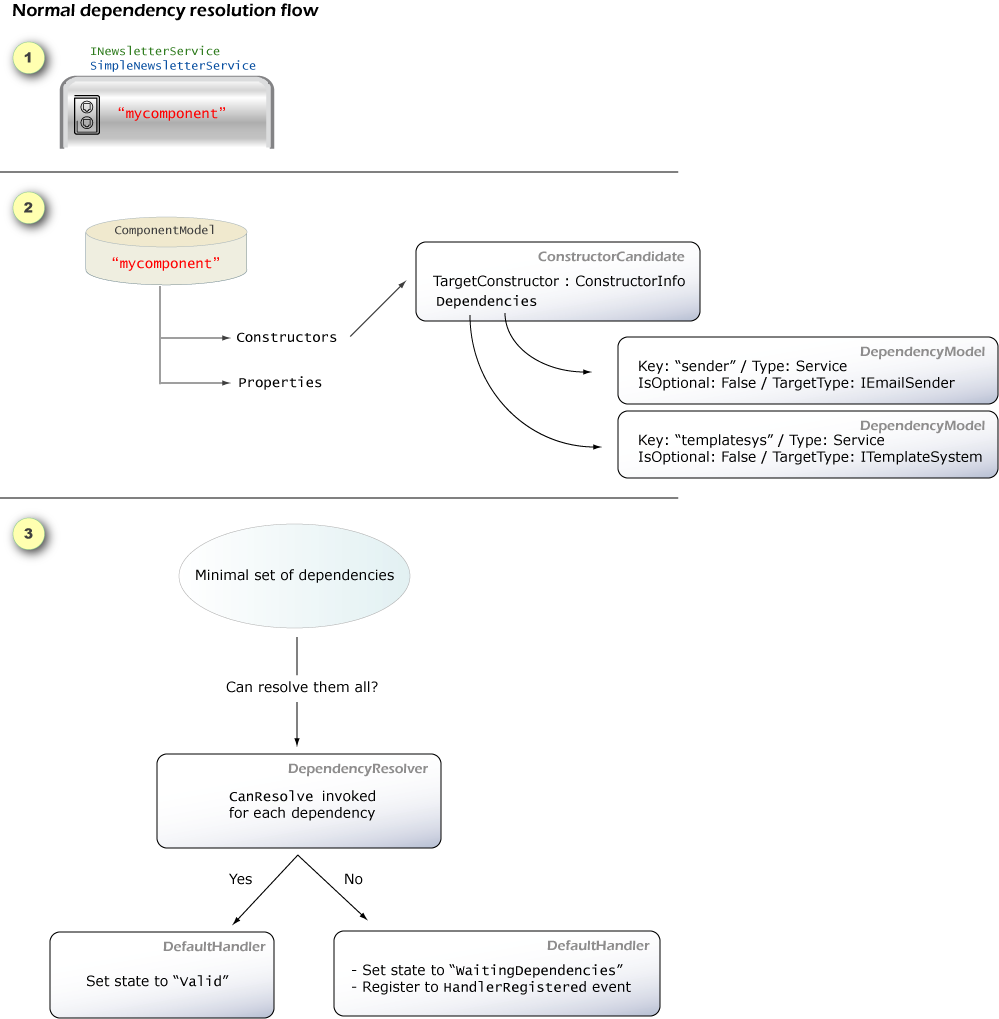 Normal dependency resolution flow
1
INewsletterService
SimpleNewsletterService
“mycomponent”
2
ComponentModel
“mycomponent”
Constructors
Properties
ConstructorCandidate
TargetConstructor : ConstructorInfo
Dependencies
DependencyModel
Key: “sender” / Type: Service
IsOptional: False / TargetType: IEmailSender
DependencyModel
Key: “templatesys” / Type: Service
IsOptional: False / TargetType: ITemplateSystem
3
Minimal set of dependencies
Can resolve them all?
DependencyResolver
CanResolve invoked
for each dependency
Yes
No
DefaultHandler
Set state to “Valid”
DefaultHandler
- Set state to “WaitingDependencies”
- Register to HandlerRegistered event